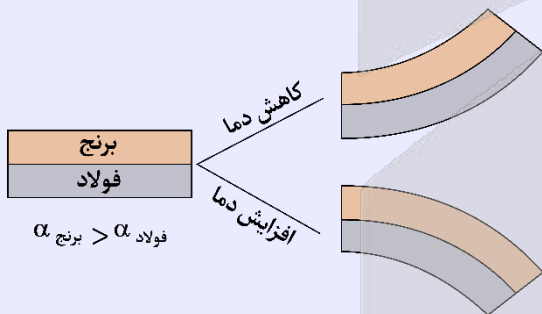 کاهش دما
برنج
فولاد
α برنج > α فولاد
افزایش دما